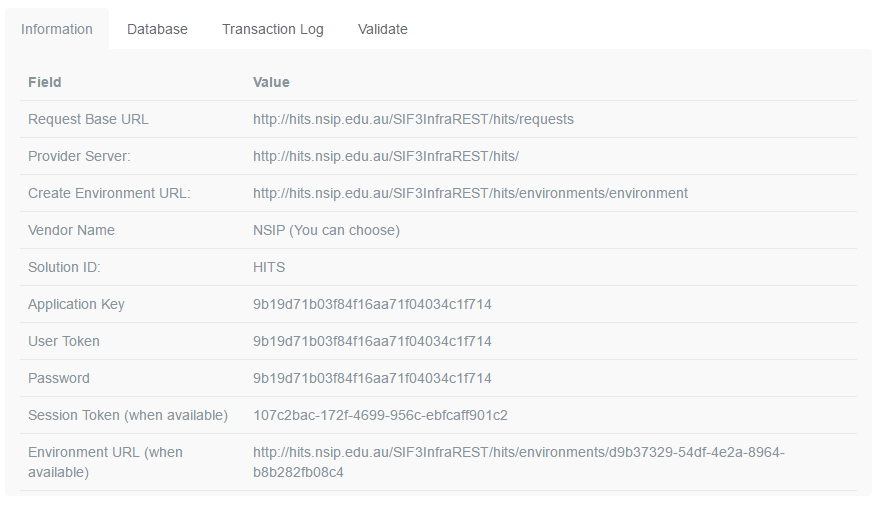 Information Database Transaction Log Validate
Field Value
Request Base URL http://hits.nsip.edu.au/SIF3InfraREST/hits/requests
Provider Server: http://hits.nsip.edu.au/SIF3InfraREST/hits/
Create Environment URL: http://hits.nsip.edu.au/SIF3InfraREST/hits/environments/environment
Vendor Name NSIP (You can choose)
Solution ID: HITS
Application Key 9b19d71b03f84f16aa71f04034c1f714
User Token 9b19d71b03f84f16aa71f04034c1f714
Password 9b19d71b03f84f16aa71f04034c1f714
Session Token (when available) 107c2bac-172f-4699-956c-ebfcaff901c2
Environment URL (when http://hits.nsip.edu.au/SIF3InfraREST/hits/environments/d9b37329-54df-4e2a-8964-
available) b8b282fb08c4